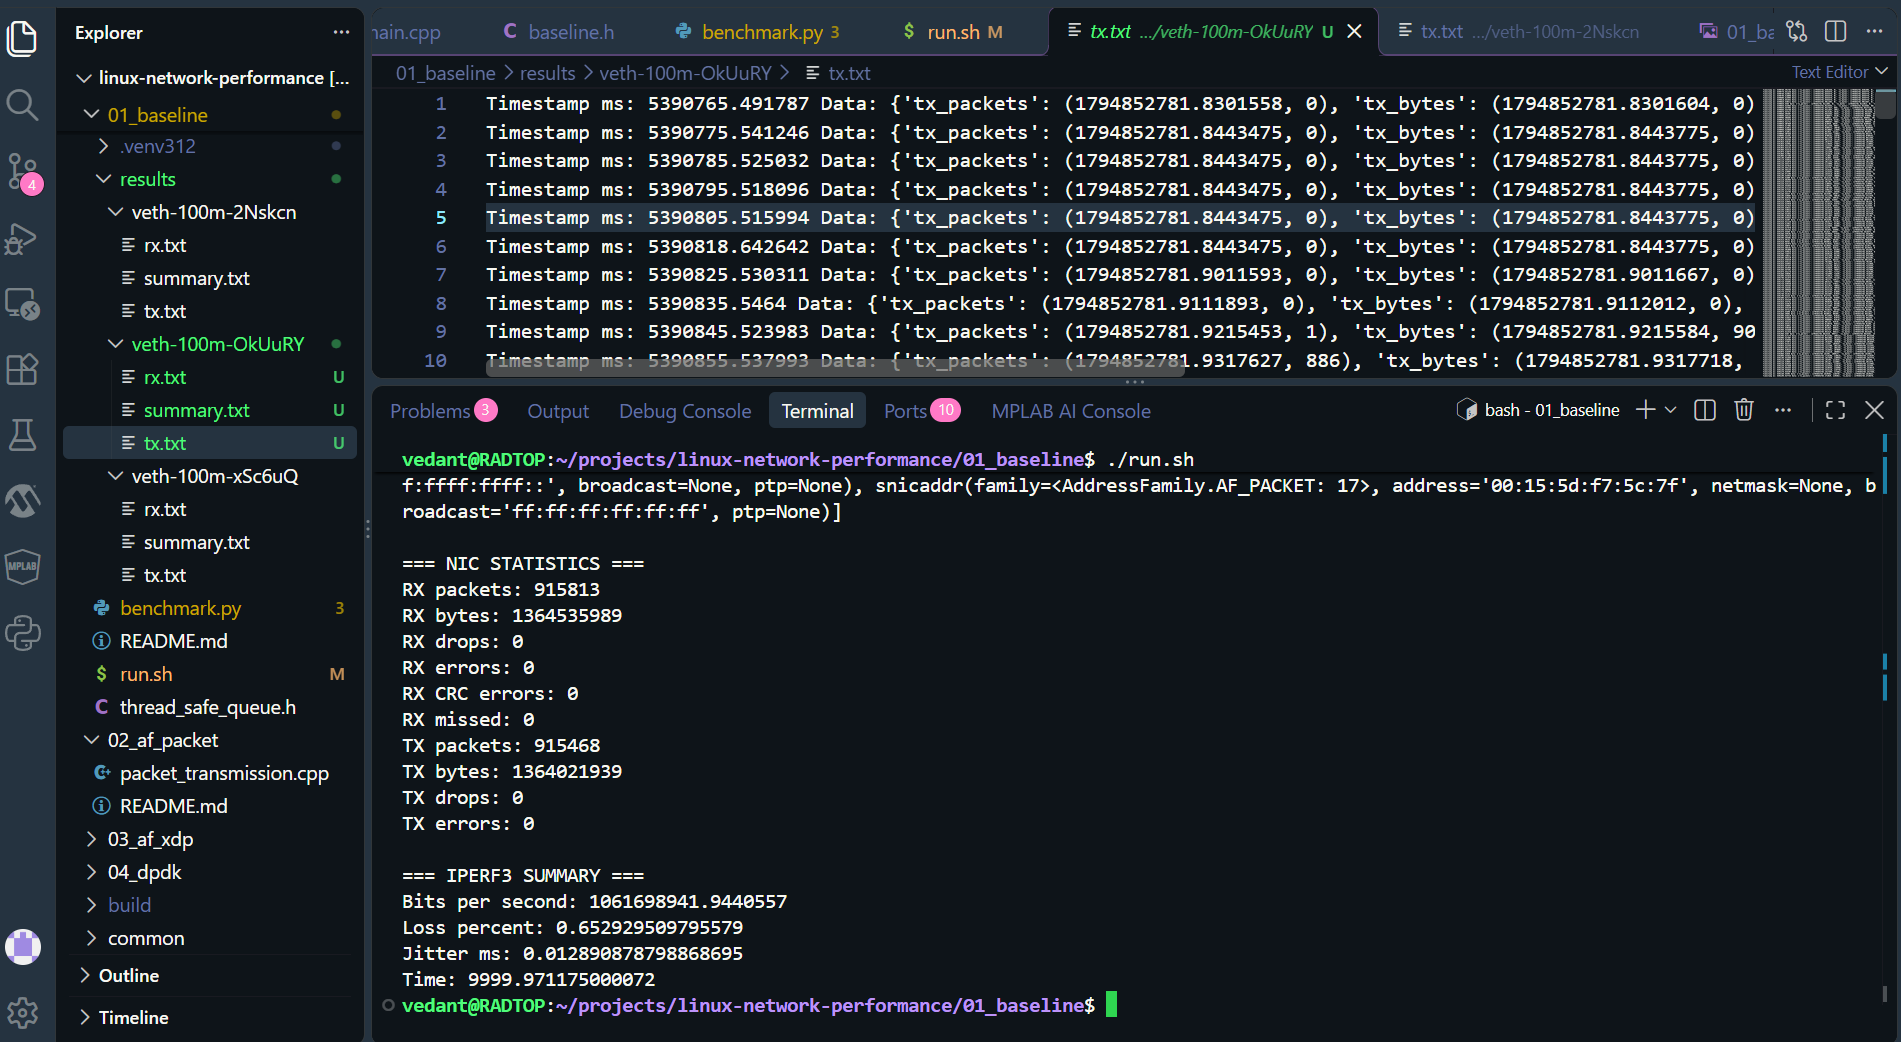 Explorer
linux-network-performance [...
01_baseline
.venv312
results
veth-100m-2Nskcn
rx.txt
summary.txt
tx.txt
veth-100m-OkUuRY
rx.txt U
summary.txt U
tx.txt U
veth-100m-xSc6uQ
rx.txt
summary.txt
tx.txt
benchmark.py 3
README.md
run.sh M
thread_safe_queue.h
02_af_packet
packet_transmission.cpp
README.md
03_af_xdp
04_dpdk
build
common
Outline
Timeline
4
MPLAB
ain.cpp
baseline.h
benchmark.py 3
run.sh M
tx.txt .../veth-100m-OkUuRY U
tx.txt .../veth-100m-2Nskcn
01_ba
01_baseline > results > veth-100m-OkUuRY > tx.txt
Text Editor
1 Timestamp ms: 5390765.491787 Data: {'tx_packets': (1794852781.8301558, 0), 'tx_bytes': (1794852781.8301604, 0)
2 Timestamp ms: 5390775.541246 Data: {'tx_packets': (1794852781.8443475, 0), 'tx_bytes': (1794852781.8443775, 0)
3 Timestamp ms: 5390785.525032 Data: {'tx_packets': (1794852781.8443475, 0), 'tx_bytes': (1794852781.8443775, 0)
4 Timestamp ms: 5390795.518096 Data: {'tx_packets': (1794852781.8443475, 0), 'tx_bytes': (1794852781.8443775, 0)
5 Timestamp ms: 5390805.515994 Data: {'tx_packets': (1794852781.8443475, 0), 'tx_bytes': (1794852781.8443775, 0)
6 Timestamp ms: 5390818.642642 Data: {'tx_packets': (1794852781.8443475, 0), 'tx_bytes': (1794852781.8443775, 0)
7 Timestamp ms: 5390825.530311 Data: {'tx_packets': (1794852781.9011593, 0), 'tx_bytes': (1794852781.9011667, 0)
8 Timestamp ms: 5390835.5464 Data: {'tx_packets': (1794852781.9111893, 0), 'tx_bytes': (1794852781.9112012, 0),
9 Timestamp ms: 5390845.523983 Data: {'tx_packets': (1794852781.9215453, 1), 'tx_bytes': (1794852781.9215584, 90
10 Timestamp ms: 5390855.537993 Data: {'tx_packets': (1794852781.9317627, 886), 'tx_bytes': (1794852781.9317718,
Problems 3
Output
Debug Console
Terminal
Ports 10
MPLAB AI Console
bash - 01_baseline
vedant@RADTOP:~/projects/linux-network-performance/01_baseline$ ./run.sh
f:ffff:ffff::', broadcast=None, ptp=None), snicaddr(family=<AddressFamily.AF_PACKET: 17>, address='00:15:5d:f7:5c:7f', netmask=None, b
roadcast='ff:ff:ff:ff:ff:ff', ptp=None)]
=== NIC STATISTICS ===
RX packets: 915813
RX bytes: 1364535989
RX drops: 0
RX errors: 0
RX CRC errors: 0
RX missed: 0
TX packets: 915468
TX bytes: 1364021939
TX drops: 0
TX errors: 0
=== IPERF3 SUMMARY ===
Bits per second: 1061698941.9440557
Loss percent: 0.652929509795579
Jitter ms: 0.012890878798868695
Time: 9999.971175000072
vedant@RADTOP:~/projects/linux-network-performance/01_baseline$